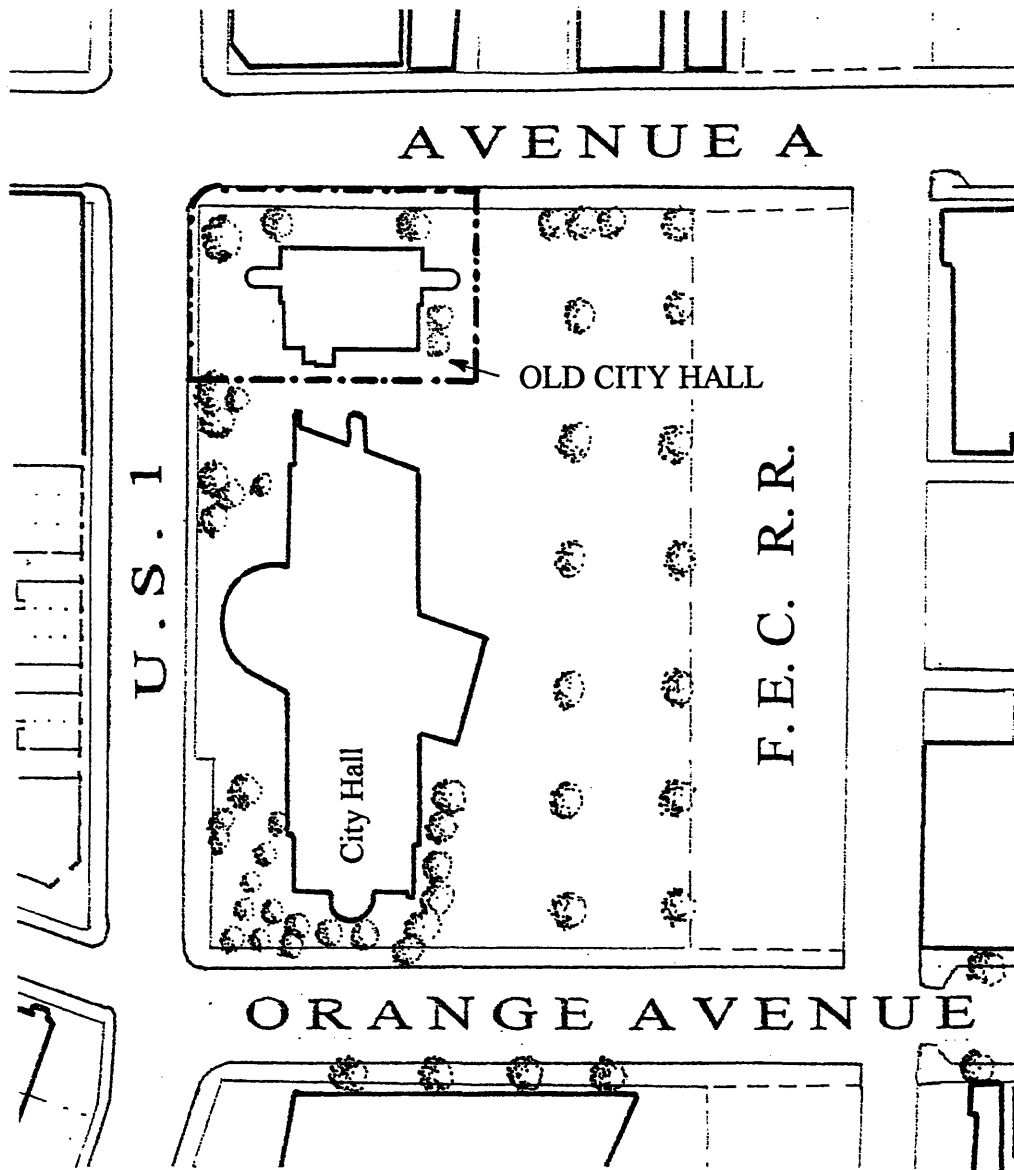 AVENUE A
OLD CITY HALL
U.S. 1
F.E.C. R.R.
City Hall
ORANGE AVENUE